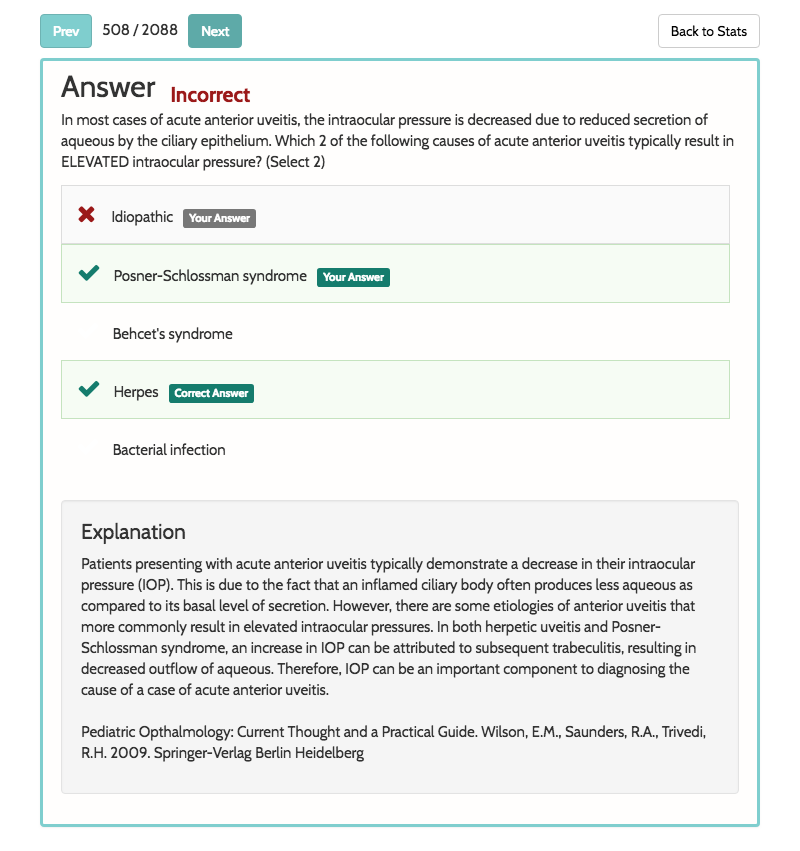 Prev 508 / 2088 Next Back to Stats
Answer Incorrect
In most cases of acute anterior uveitis, the intraocular pressure is decreased due to reduced secretion of
aqueous by the ciliary epithelium. Which 2 of the following causes of acute anterior uveitis typically result in
ELEVATED intraocular pressure? (Select 2)
Idiopathic Your Answer
Posner-Schlossman syndrome Your Answer
Behcet's syndrome
Herpes Correct Answer
Bacterial infection
Explanation
Patients presenting with acute anterior uveitis typically demonstrate a decrease in their intraocular
pressure (IOP). This is due to the fact that an inflamed ciliary body often produces less aqueous as
compared to its basal level of secretion. However, there are some etiologies of anterior uveitis that
more commonly result in elevated intraocular pressures. In both herpetic uveitis and Posner-
Schlossman syndrome, an increase in IOP can be attributed to subsequent trabeculitis, resulting in
decreased outflow of aqueous. Therefore, IOP can be an important component to diagnosing the
cause of a case of acute anterior uveitis.
Pediatric Opthalmology: Current Thought and a Practical Guide. Wilson, E.M., Saunders, R.A., Trivedi,
R.H. 2009. Springer-Verlag Berlin Heidelberg